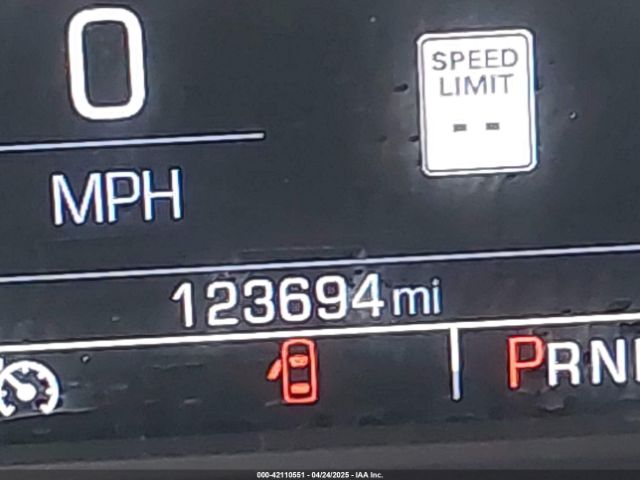 0
SPEED
LIMIT
--
MPH
123694 mi
PRN
000-42110551 - 04/24/2025 - IAA Inc.